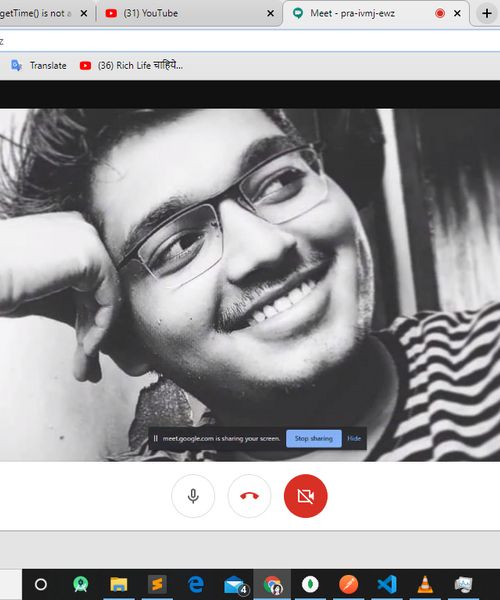 getTime() is not a
(31) YouTube
Meet - pra-ivmj-ewz
z
Translate
(36) Rich Life चाहिये...
meet.google.com is sharing your screen.
Stop sharing
Hide
4